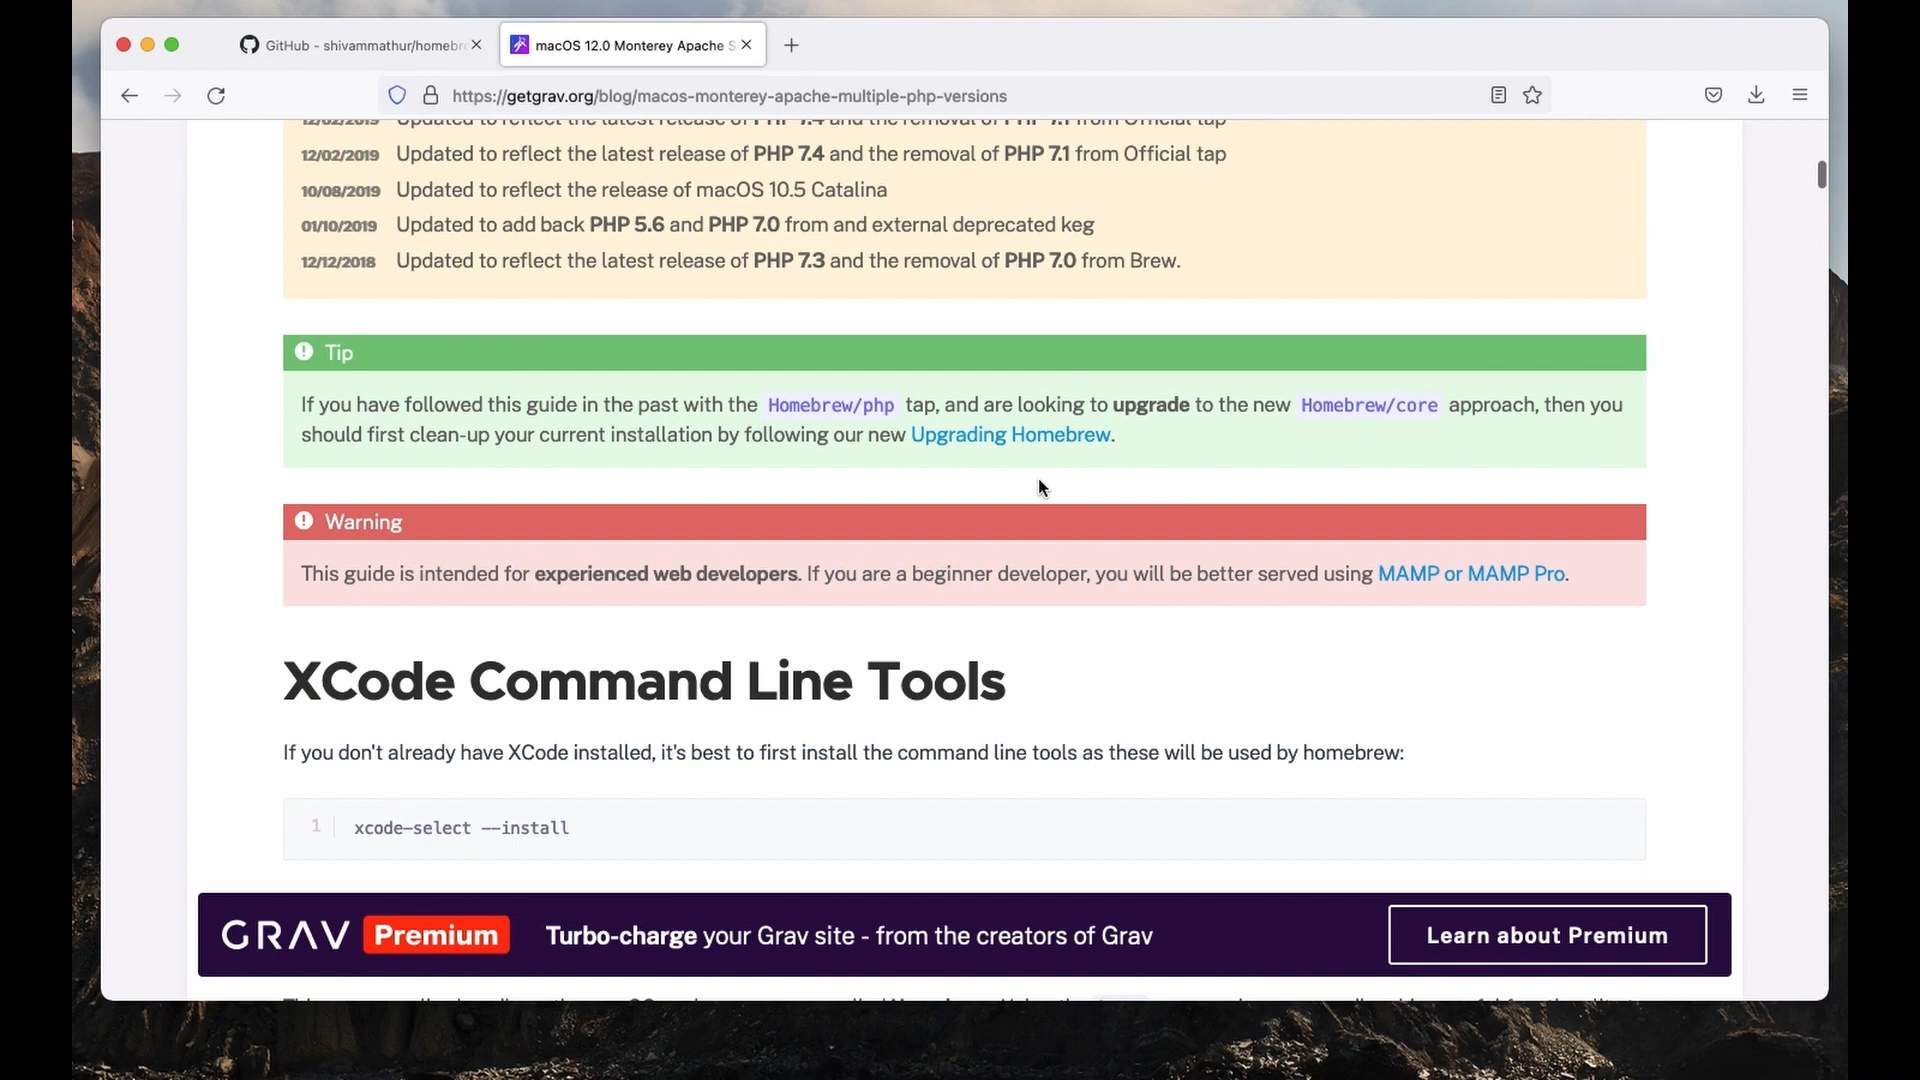 GitHub - shivammathur/homebre
macOS 12.0 Monterey Apache S
https://getgrav.org/blog/macos-monterey-apache-multiple-php-versions
12/02/2019 Updated to reflect the latest release of PHP 7.4 and the removal of PHP 7.1 from Official tap
12/02/2019 Updated to reflect the latest release of PHP 7.4 and the removal of PHP 7.1 from Official tap
10/08/2019 Updated to reflect the release of macOS 10.5 Catalina
01/10/2019 Updated to add back PHP 5.6 and PHP 7.0 from and external deprecated keg
12/12/2018 Updated to reflect the latest release of PHP 7.3 and the removal of PHP 7.0 from Brew.
Tip
If you have followed this guide in the past with the Homebrew/php tap, and are looking to upgrade to the new Homebrew/core approach, then you
should first clean-up your current installation by following our new Upgrading Homebrew.
Warning
This guide is intended for experienced web developers. If you are a beginner developer, you will be better served using MAMP or MAMP Pro.
XCode Command Line Tools
If you don't already have XCode installed, it's best to first install the command line tools as these will be used by homebrew:
1 xcode-select --install
GRAV Premium Turbo-charge your Grav site - from the creators of Grav Learn about Premium